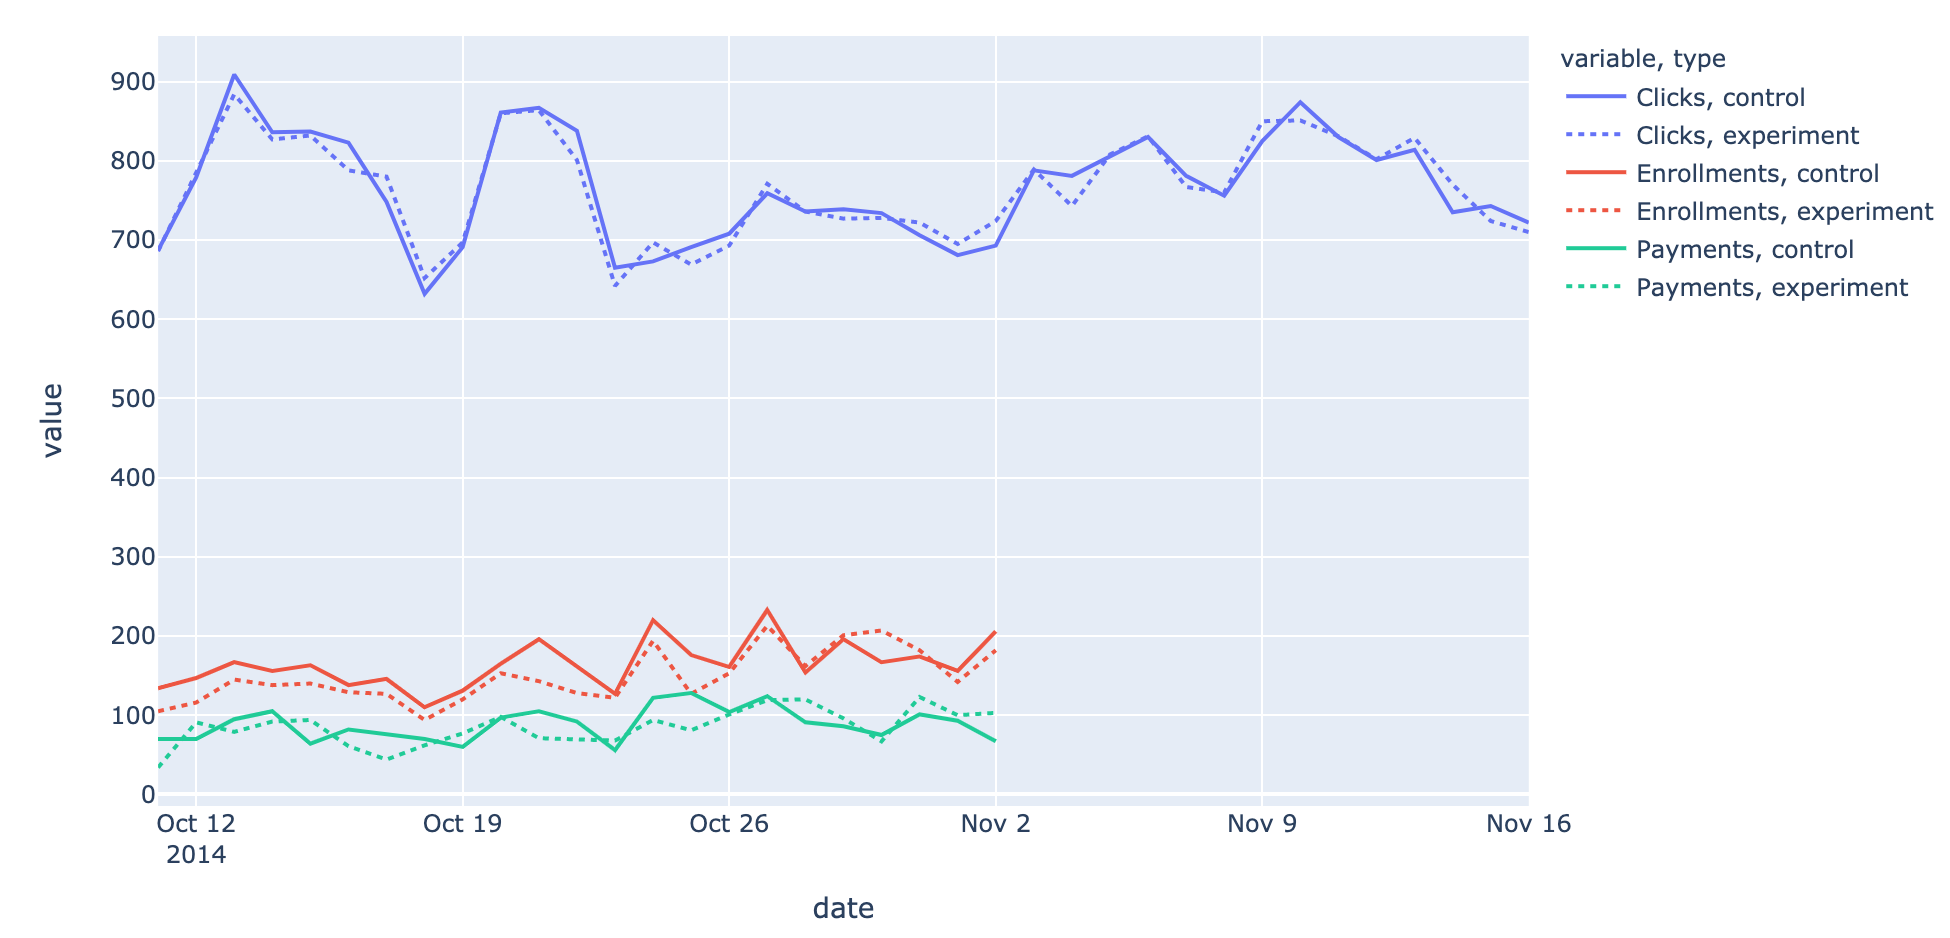 variable, type
Clicks, control
Clicks, experiment
Enrollments, control
Enrollments, experiment
Payments, control
Payments, experiment
900
800
700
600
500
400
300
200
100
0
value
Oct 12
2014
Oct 19
Oct 26
Nov 2
Nov 9
Nov 16
date